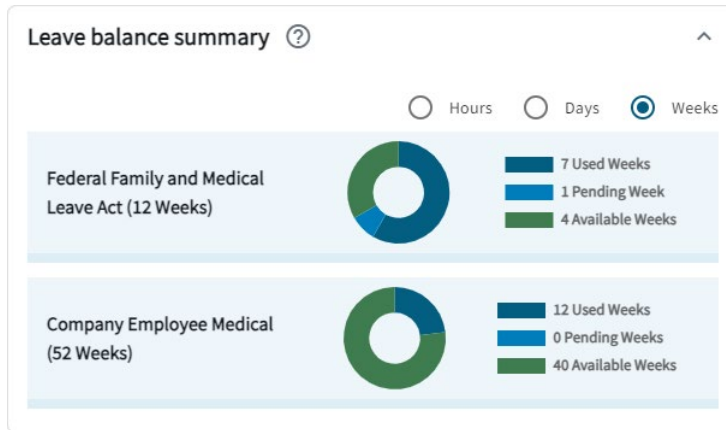 Leave balance summary ?
Hours Days Weeks
Federal Family and Medical
Leave Act (12 Weeks)
7 Used Weeks
1 Pending Week
4 Available Weeks
Company Employee Medical
(52 Weeks)
12 Used Weeks
0 Pending Weeks
40 Available Weeks